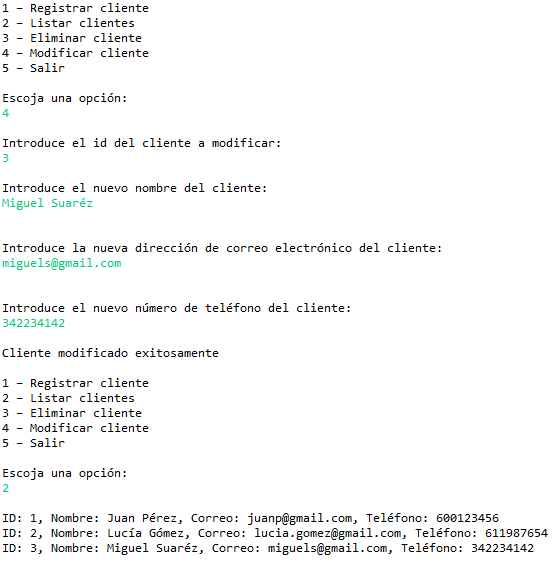 1 – Registrar cliente
2 – Listar clientes
3 – Eliminar cliente
4 – Modificar cliente
5 – Salir
Escoja una opción:
4
Introduce el id del cliente a modificar:
3
Introduce el nuevo nombre del cliente:
Miguel Suaréz
Introduce la nueva dirección de correo electrónico del cliente:
miguels@gmail.com
Introduce el nuevo número de teléfono del cliente:
342234142
Cliente modificado exitosamente
1 – Registrar cliente
2 – Listar clientes
3 – Eliminar cliente
4 – Modificar cliente
5 – Salir
Escoja una opción:
2
ID: 1, Nombre: Juan Pérez, Correo: juanp@gmail.com, Teléfono: 600123456
ID: 2, Nombre: Lucía Gómez, Correo: lucia.gomez@gmail.com, Teléfono: 611987654
ID: 3, Nombre: Miguel Suaréz, Correo: miguels@gmail.com, Teléfono: 342234142